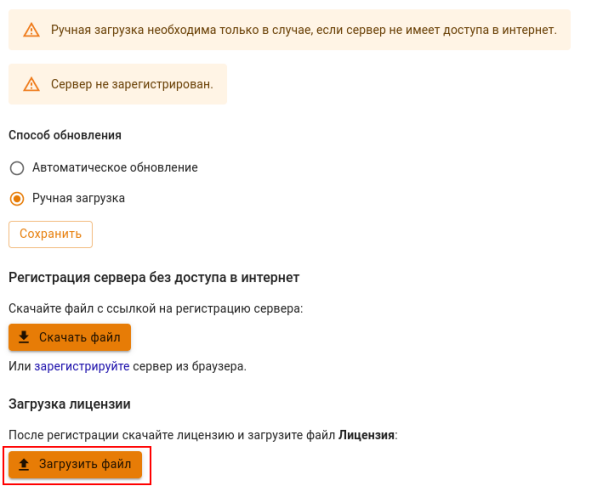 Ручная загрузка необходима только в случае, если сервер не имеет доступа в интернет.
Сервер не зарегистрирован.
Способ обновления
Автоматическое обновление
Ручная загрузка
Сохранить
Регистрация сервера без доступа в интернет
Скачайте файл с ссылкой на регистрацию сервера:
Скачать файл
Или зарегистрируйте сервер из браузера.
Загрузка лицензии
После регистрации скачайте лицензию и загрузите файл Лицензия:
Загрузить файл